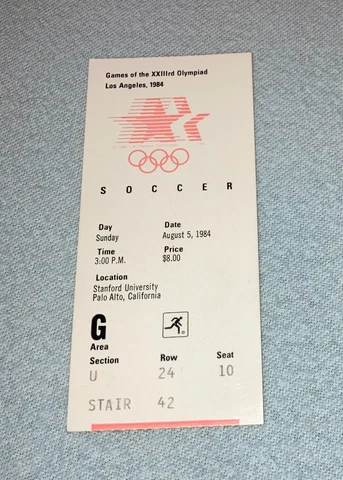 Games of the XXIIIrd Olympiad
Los Angeles, 1984
SOCCER
Day Date
Sunday August 5, 1984
Time Price
3:00 P.M. $8.00
Location
Stanford University
Palo Alto, California
G
Area
Section Row Seat
U 24 10
STAIR 42